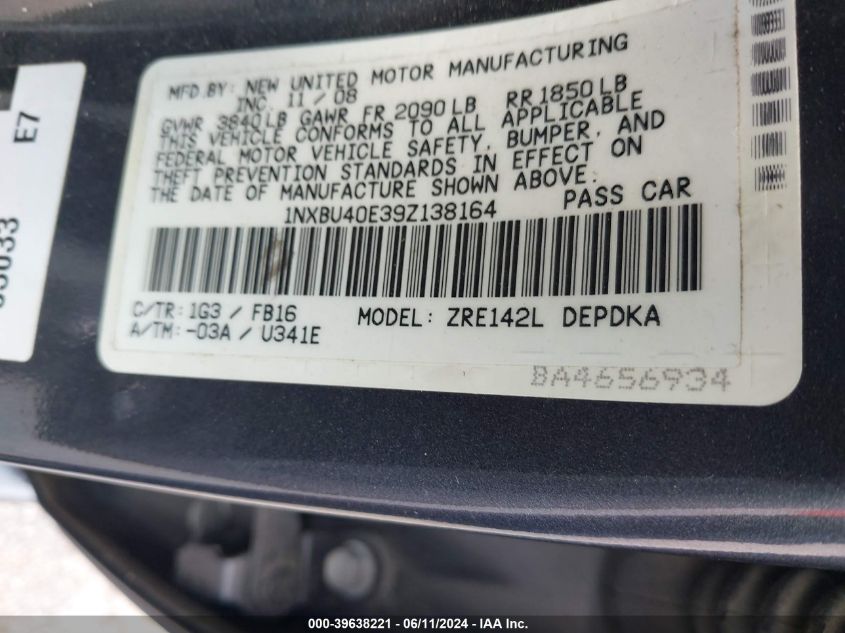 MFD.BY: NEW UNITED MOTOR MANUFACTURING
INC. 11 / 08
GVWR 3840 LB GAWR FR 2090 LB RR 1850 LB
THIS VEHICLE CONFORMS TO ALL APPLICABLE
FEDERAL MOTOR VEHICLE SAFETY, BUMPER, AND
THEFT PREVENTION STANDARDS IN EFFECT ON
THE DATE OF MANUFACTURE SHOWN ABOVE.
1NXBU40E39Z138164 PASS CAR
C/TR: 1G3 / FB16 MODEL: ZRE142L DEPDKA
A/TM: -03A / U341E
BA4656934
E7
000-39638221 - 06/11/2024 - IAA Inc.